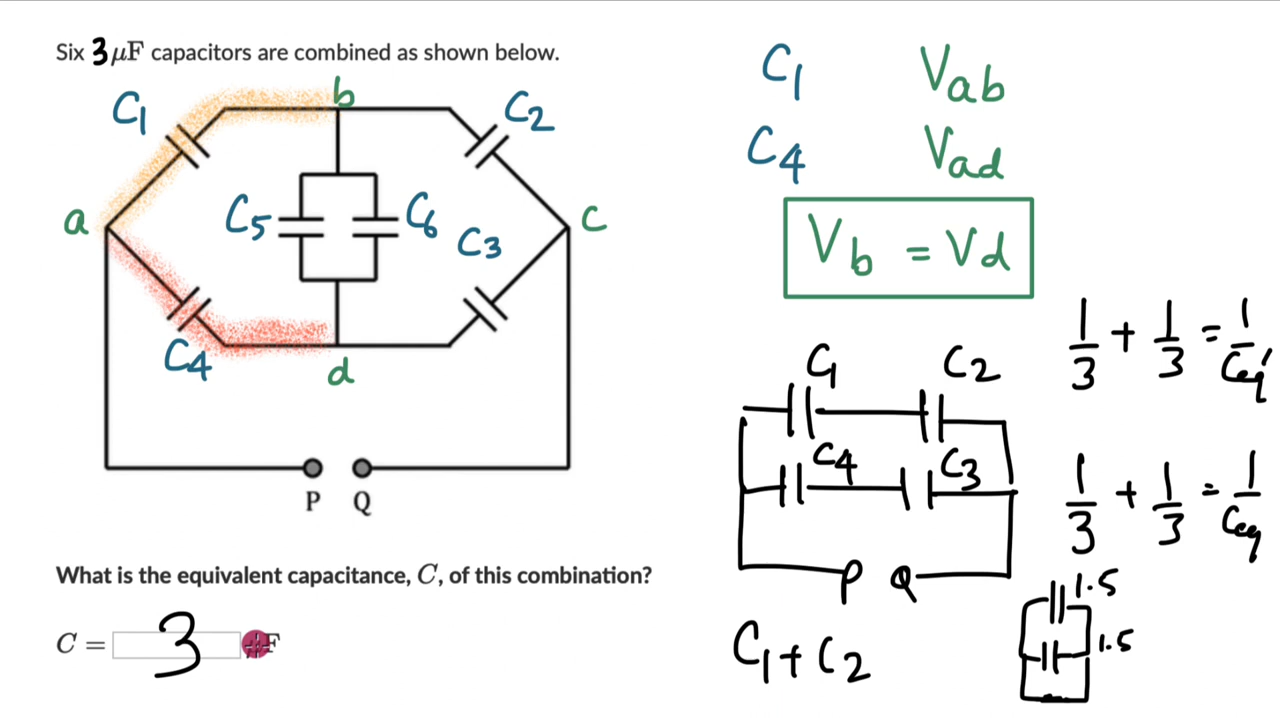 Six 3 μF capacitors are combined as shown below.
C1
b
C2
a
C5
C6
C3
C
C4
d
P Q
What is the equivalent capacitance, C, of this combination?
C = 3 F
C1 Vab
C4 Vad
Vb = Vd
C1 C2
C4 C3
P Q
C1 + C2
1/3 + 1/3 = 1/Ceq'
1/3 + 1/3 = 1/Ceq
1.5
1.5